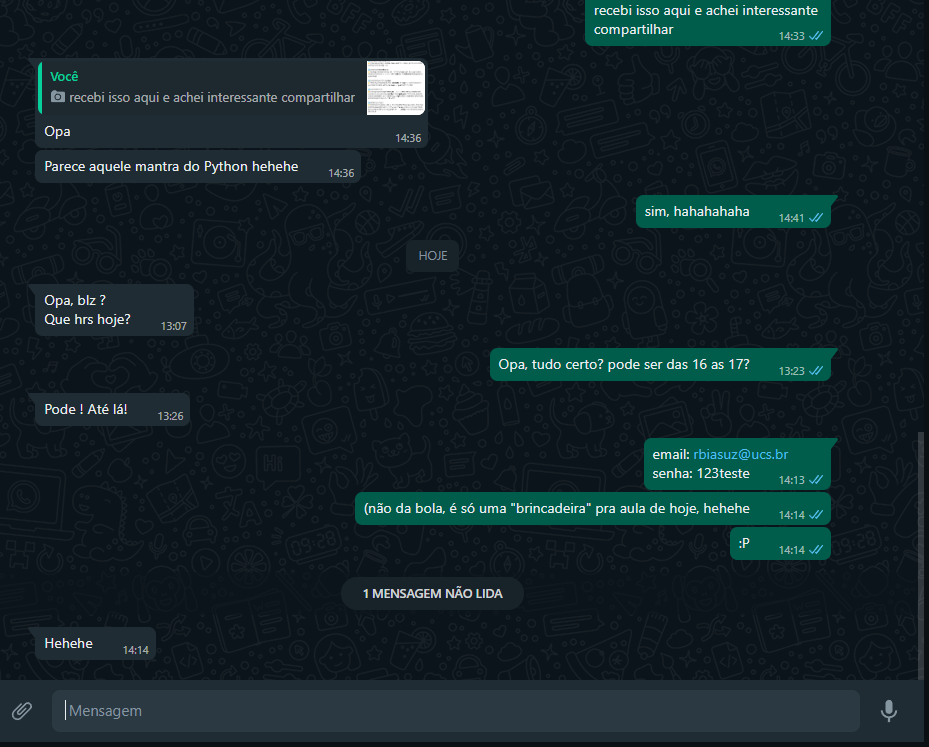 recebi isso aqui e achei interessante
compartilhar
14:33
Você
recebi isso aqui e achei interessante compartilhar
Opa
14:36
Parece aquele mantra do Python hehehe
14:36
sim, hahahahaha
14:41
HOJE
Opa, blz ?
Que hrs hoje?
13:07
Opa, tudo certo? pode ser das 16 as 17?
13:23
Pode ! Até lá!
13:26
email: rbiasuz@ucs.br
senha: 123teste
14:13
(não da bola, é só uma "brincadeira" pra aula de hoje, hehehe
14:14
:P
14:14
1 MENSAGEM NÃO LIDA
Hehehe
14:14
Mensagem